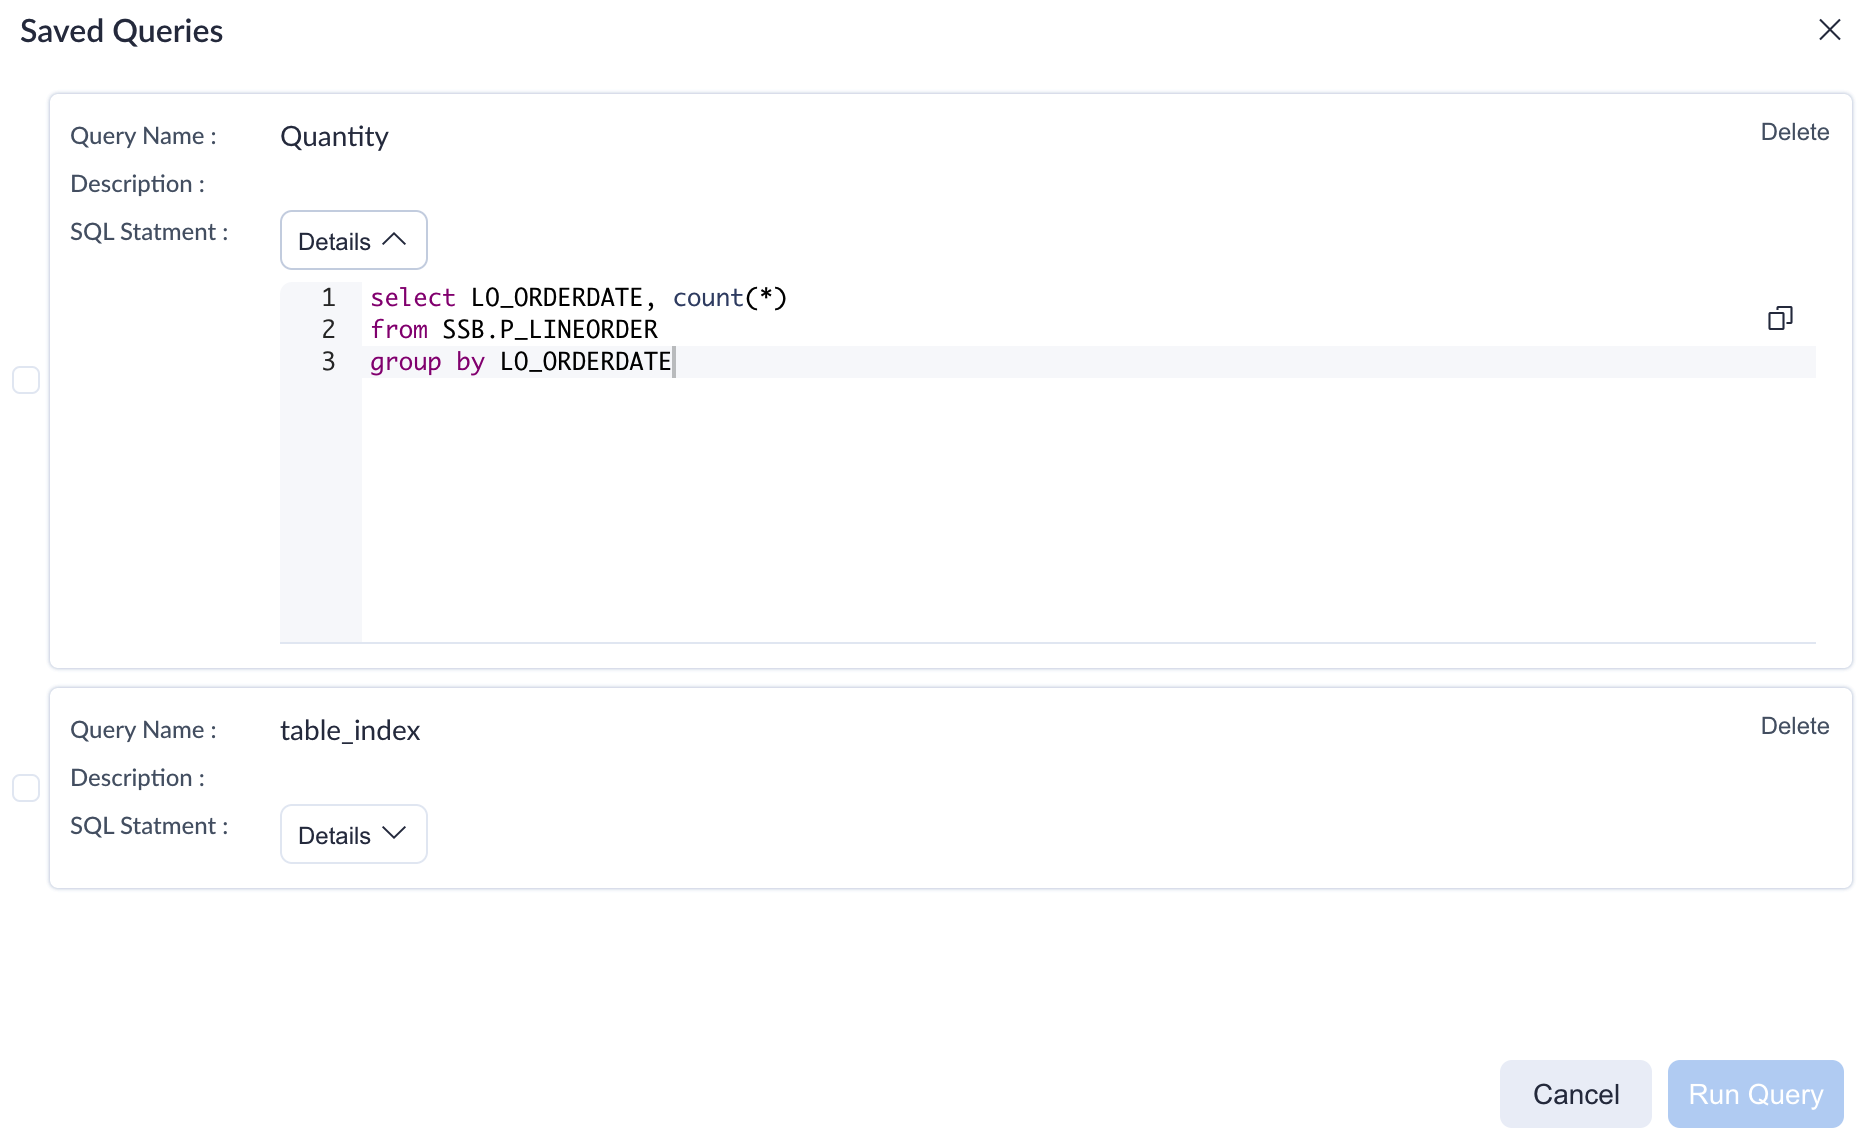 Saved Queries
Query Name : Quantity Delete
Description :
SQL Statment : Details
1 select LO_ORDERDATE, count(*)
2 from SSB.P_LINEORDER
3 group by LO_ORDERDATE
Query Name : table_index Delete
Description :
SQL Statment : Details
Cancel Run Query